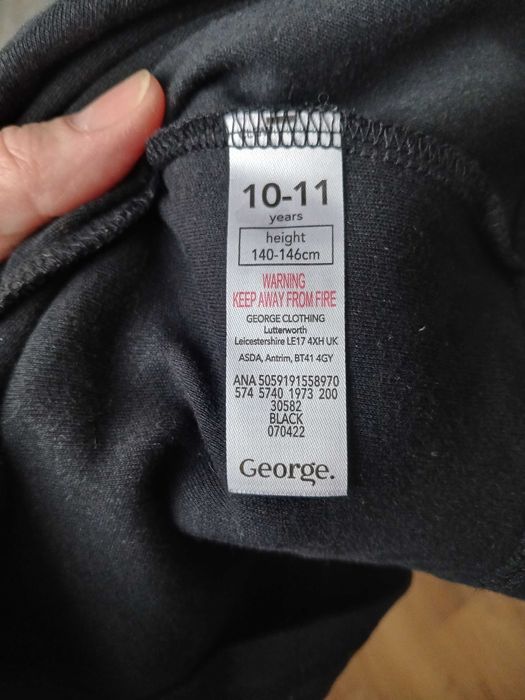 10-11
years
height
140-146cm
WARNING
KEEP AWAY FROM FIRE
GEORGE CLOTHING
Lutterworth
Leicestershire LE17 4XH UK
ASDA, Antrim, BT41 4GY
ANA 5059191558970
574 5740 1973 200
30582
BLACK
070422
George.